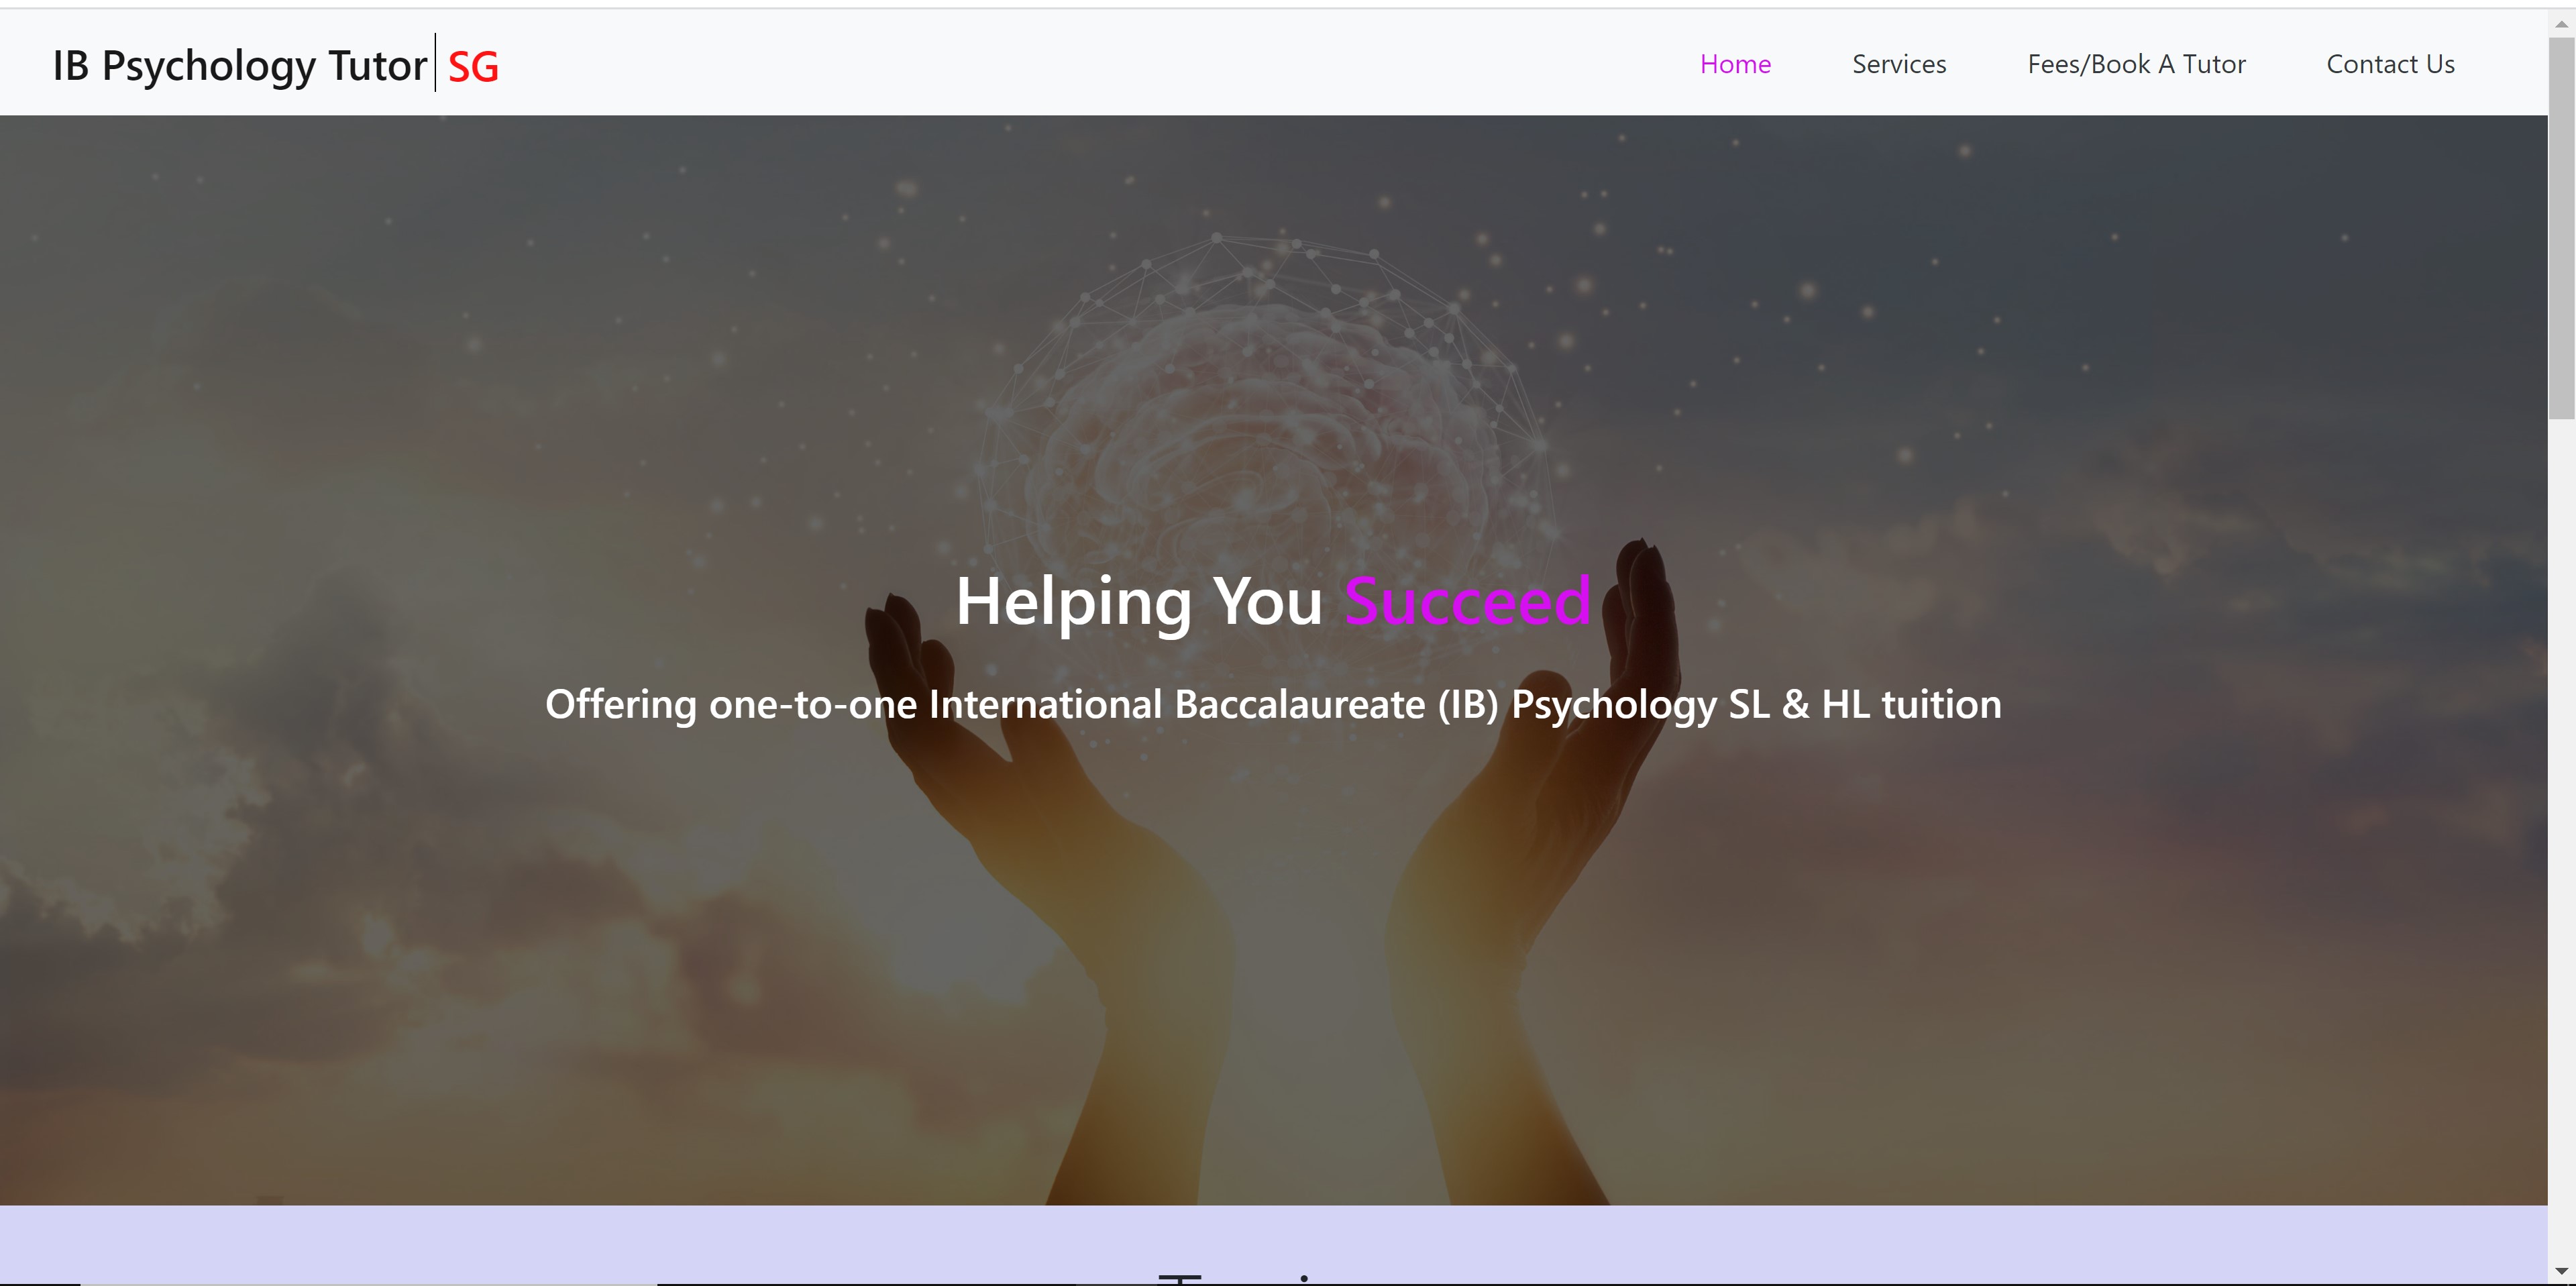 IB Psychology Tutor SG
Home Services Fees/Book A Tutor Contact Us
Helping You Succeed
Offering one-to-one International Baccalaureate (IB) Psychology SL & HL tuition